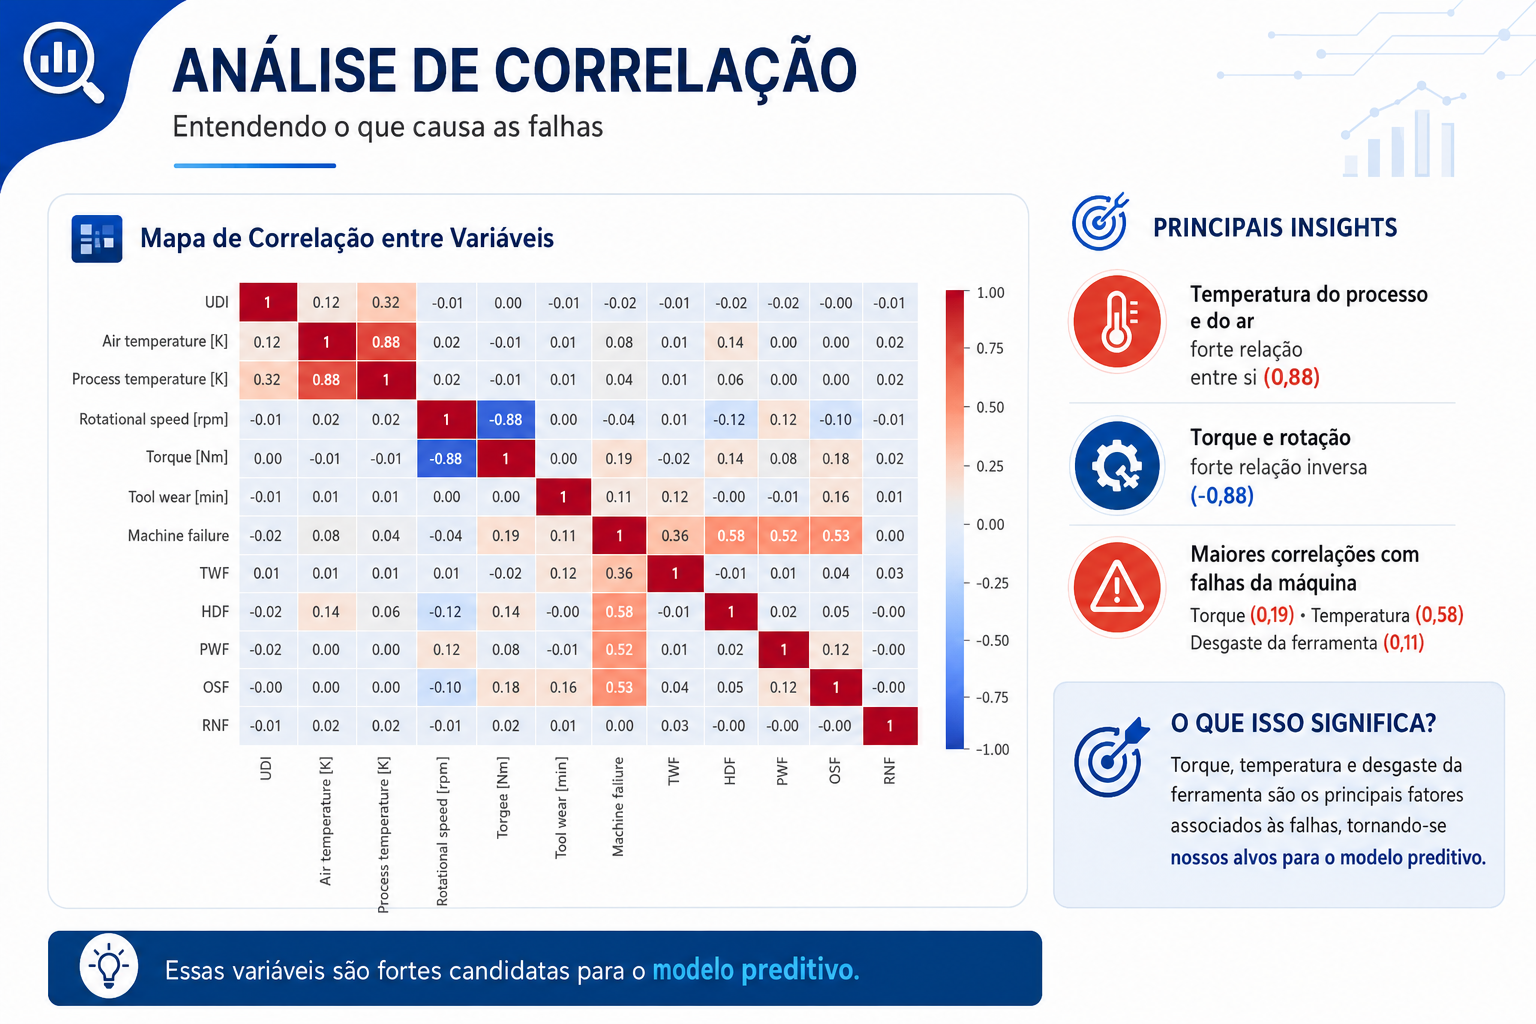 ANÁLISE DE CORRELAÇÃO
Entendendo o que causa as falhas
Mapa de Correlação entre Variáveis
UDI 1 0.12 0.32 -0.01 0.00 -0.01 -0.02 -0.01 -0.02 -0.02 -0.00 -0.01
Air temperature [K] 0.12 1 0.88 0.02 -0.01 0.01 0.08 0.01 0.14 0.00 0.00 0.02
Process temperature [K] 0.32 0.88 1 0.02 -0.01 0.01 0.04 0.01 0.06 0.00 0.00 0.02
Rotational speed [rpm] -0.01 0.02 0.02 1 -0.88 0.00 -0.04 0.01 -0.12 0.12 -0.10 -0.01
Torque [Nm] 0.00 -0.01 -0.01 -0.88 1 0.00 0.19 -0.02 0.14 0.08 0.18 0.02
Tool wear [min] -0.01 0.01 0.01 0.00 0.00 1 0.11 0.12 -0.00 -0.01 0.16 0.01
Machine failure -0.02 0.08 0.04 -0.04 0.19 0.11 1 0.36 0.58 0.52 0.53 0.00
TWF 0.01 0.01 0.01 0.01 -0.02 0.12 0.36 1 -0.01 0.01 0.04 0.03
HDF -0.02 0.14 0.06 -0.12 0.14 -0.00 0.58 -0.01 1 0.02 0.05 -0.00
PWF -0.02 0.00 0.00 0.12 0.08 -0.01 0.52 0.01 0.02 1 0.12 -0.00
OSF -0.00 0.00 0.00 -0.10 0.18 0.16 0.53 0.04 0.05 0.12 1 -0.00
RNF -0.01 0.02 0.02 -0.01 0.02 0.01 0.00 0.03 -0.00 -0.00 -0.00 1
UDI
Air temperature [K]
Process temperature [K]
Rotational speed [rpm]
Torgee [Nm]
Tool wear [min]
Machine faliure
TWF
HDF
PWF
OSF
RNF
1.00
0.75
0.50
0.25
0.00
-0.25
-0.50
-0.75
-1.00
PRINCIPAIS INSIGHTS
Temperatura do processo
e do ar
forte relação
entre si (0,88)
Torque e rotação
forte relação inversa
(-0,88)
Maiores correlações com
falhas da máquina
Torque (0,19) • Temperatura (0,58)
Desgaste da ferramenta (0,11)
O QUE ISSO SIGNIFICA?
Torque, temperatura e desgaste da
ferramenta são os principais fatores
associados às falhas, tornando-se
nossos alvos para o modelo preditivo.
Essas variáveis são fortes candidatas para o modelo preditivo.